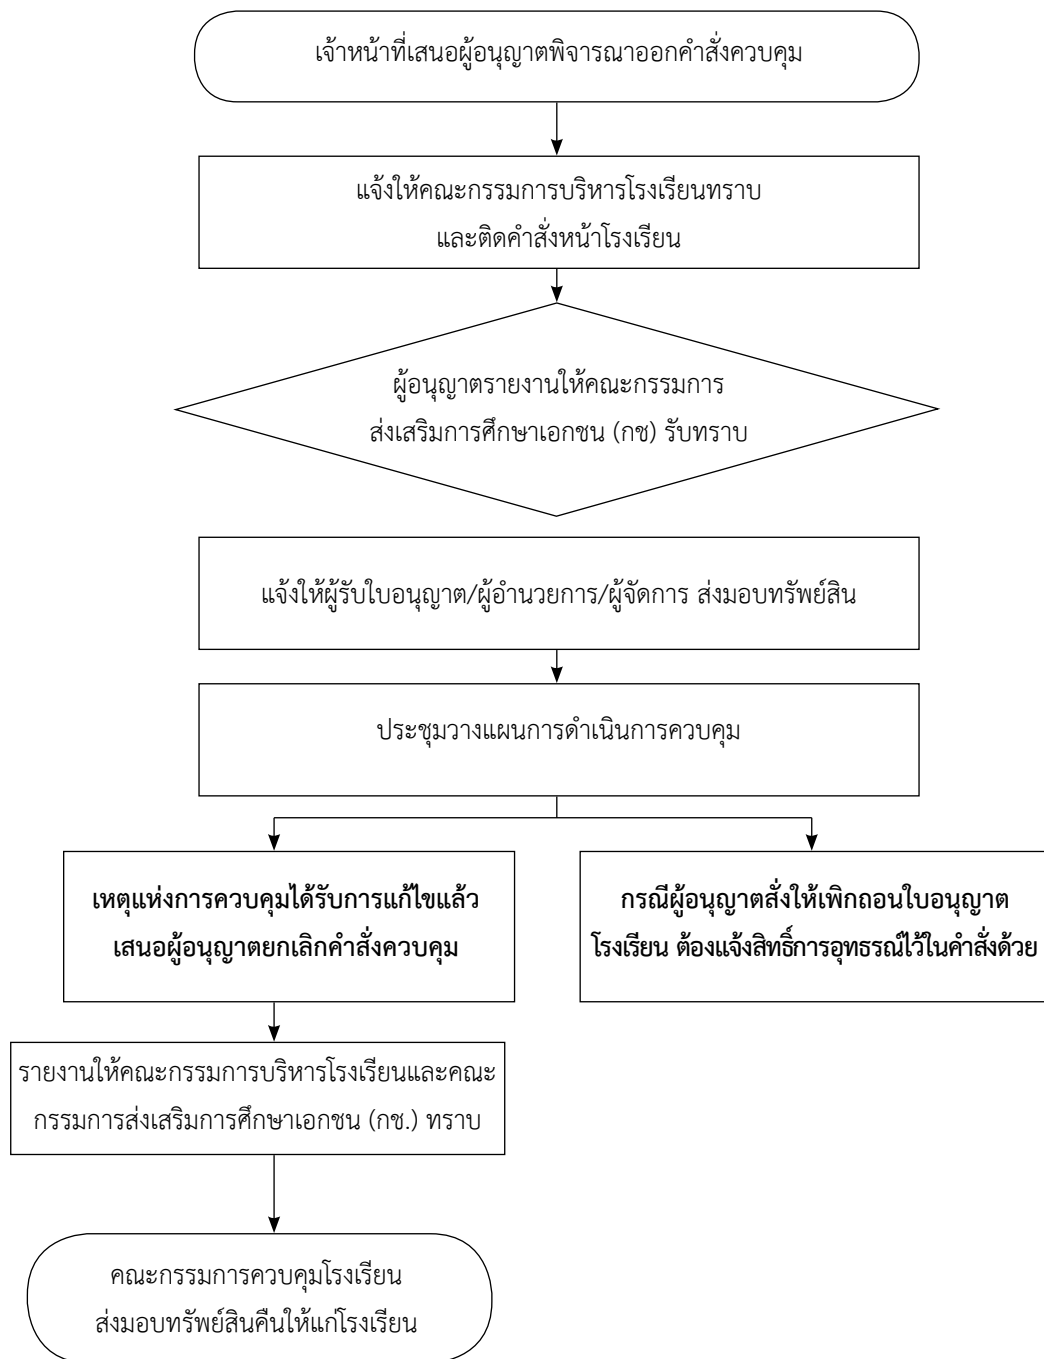 เจ้าหน้าที่เสนอผู้อนุญาตพิจารณาออกคำสั่งควบคุม
แจ้งให้คณะกรรมการบริหารโรงเรียนทราบ
และติดคำสั่งหน้าโรงเรียน
ผู้อนุญาตรายงานให้คณะกรรมการ
ส่งเสริมการศึกษาเอกชน (กช) รับทราบ
แจ้งให้ผู้รับใบอนุญาต/ผู้อำนวยการ/ผู้จัดการ ส่งมอบทรัพย์สิน
ประชุมวางแผนการดำเนินการควบคุม
เหตุแห่งการควบคุมได้รับการแก้ไขแล้ว
เสนอผู้อนุญาตยกเลิกคำสั่งควบคุม
กรณีผู้อนุญาตสั่งให้เพิกถอนใบอนุญาต
โรงเรียน ต้องแจ้งสิทธิ์การอุทธรณ์ไว้ในคำสั่งด้วย
รายงานให้คณะกรรมการบริหารโรงเรียนและคณะ
กรรมการส่งเสริมการศึกษาเอกชน (กช.) ทราบ
คณะกรรมการควบคุมโรงเรียน
ส่งมอบทรัพย์สินคืนให้แก่โรงเรียน